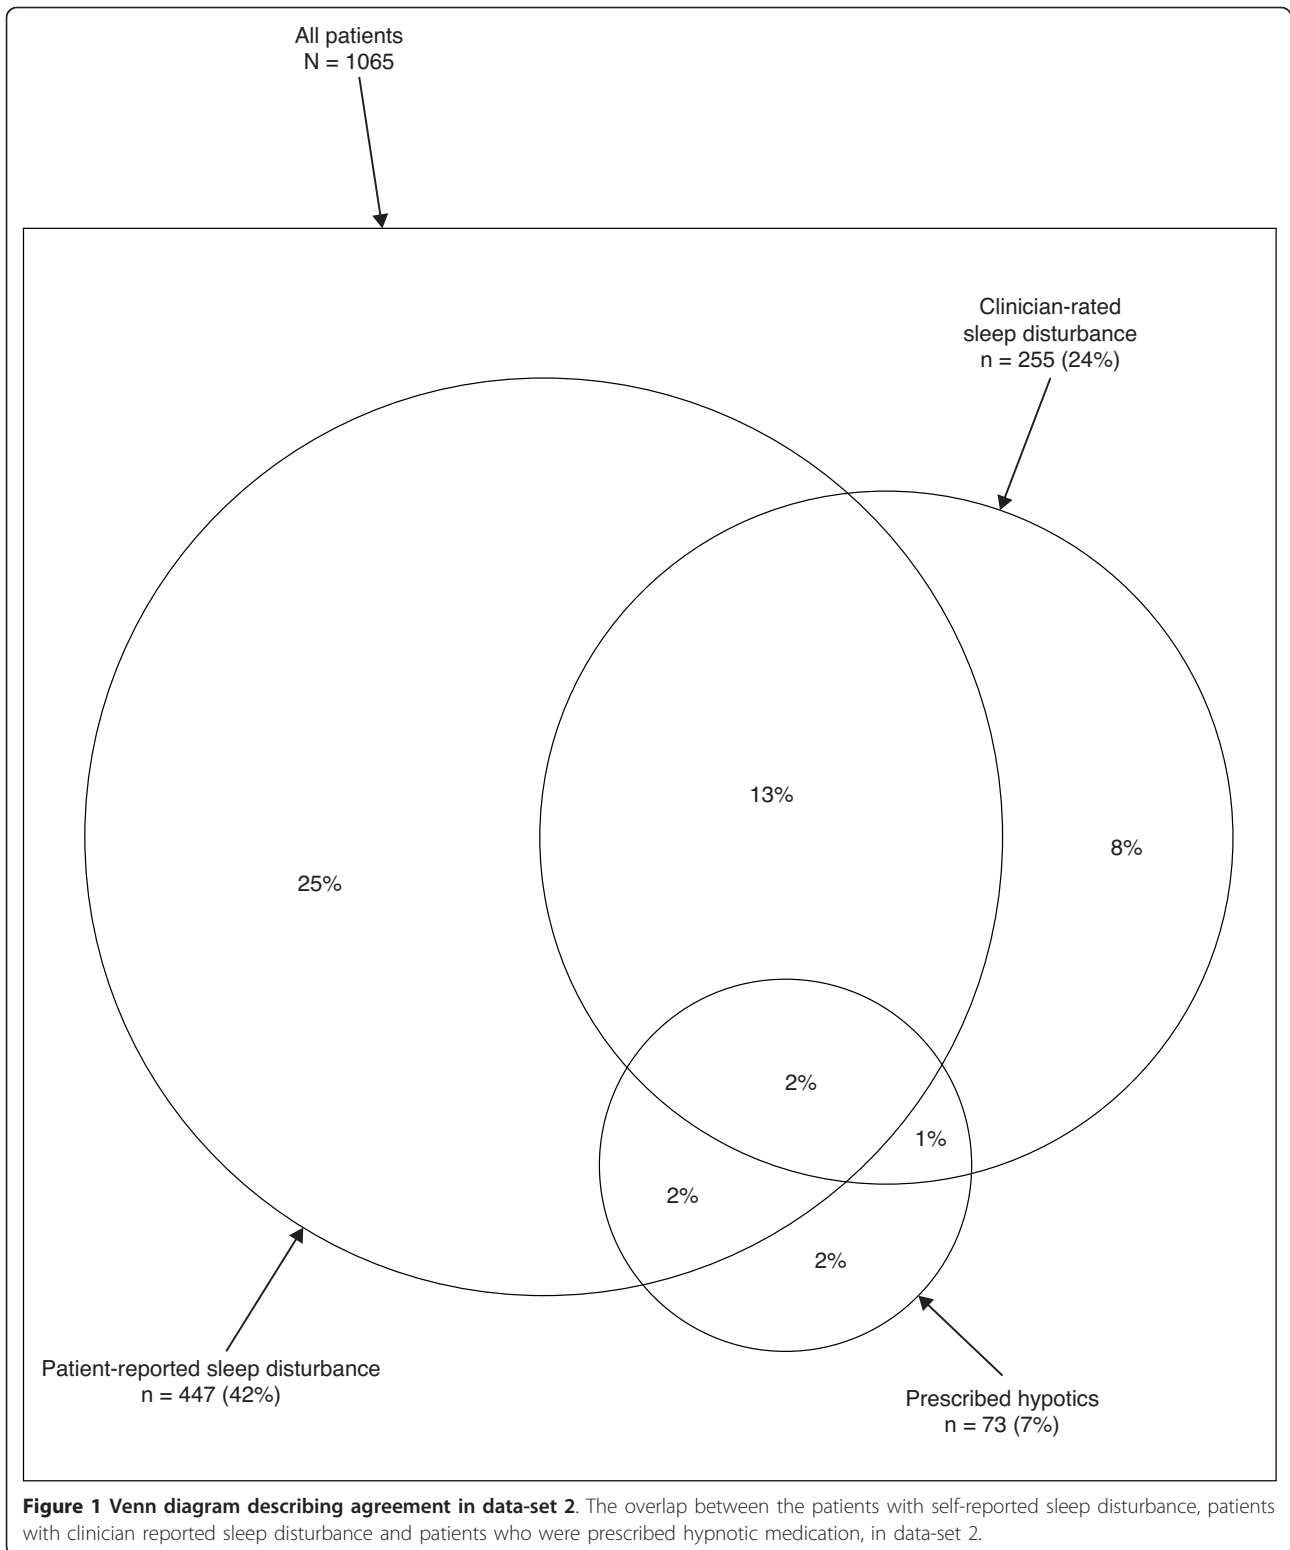 All patients
N = 1065
Clinician-rated
sleep disturbance
n = 255 (24%)
13%
8%
25%
2%
1%
2%
2%
Patient-reported sleep disturbance
n = 447 (42%)
Prescribed hypotics
n = 73 (7%)
Figure 1 Venn diagram describing agreement in data-set 2. The overlap between the patients with self-reported sleep disturbance, patients
with clinician reported sleep disturbance and patients who were prescribed hypnotic medication, in data-set 2.